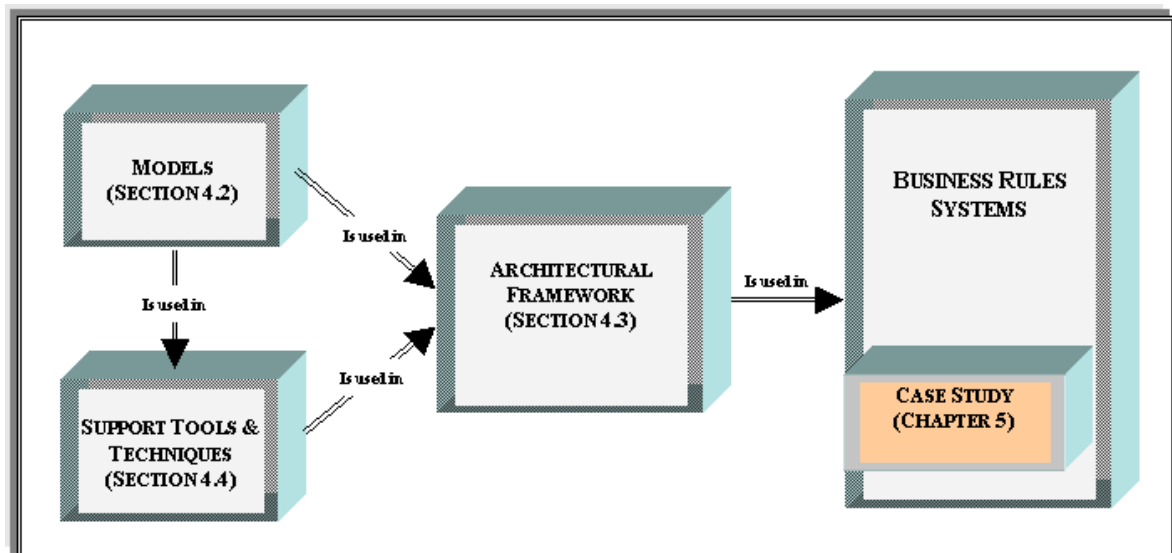 MODELS
(SECTION 4.2)
Is used in
Is used in
SUPPORT TOOLS &
TECHNIQUES
(SECTION 4.4)
Is used in
ARCHITECTURAL
FRAMEWORK
(SECTION 4.3)
Is used in
BUSINESS RULES
SYSTEMS
CASE STUDY
(CHAPTER 5)